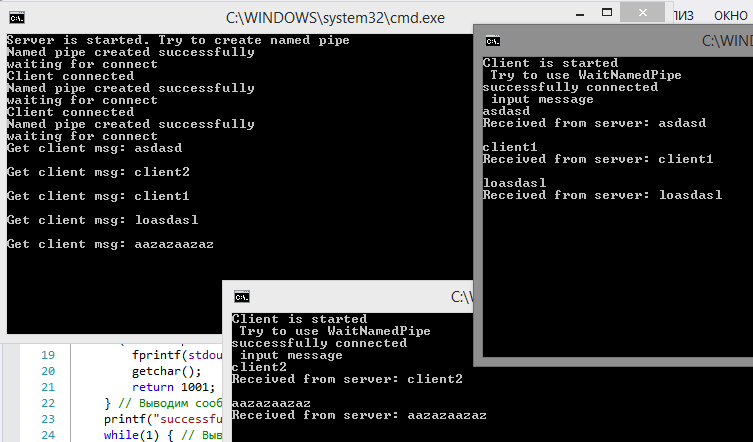 C:\WINDOWS\system32\cmd.exe
Server is started. Try to create named pipe
Named pipe created successfully
waiting for connect
Client connected
Named pipe created successfully
waiting for connect
Client connected
Named pipe created successfully
waiting for connect
Get client msg: asdasd
Get client msg: client2
Get client msg: client1
Get client msg: loasdasl
Get client msg: aazazaazaz
ОКНО
Client is started
Try to use WaitNamedPipe
successfully connected
input message
asdasd
Received from server: asdasd
client1
Received from server: client1
loasdasl
Received from server: loasdasl
Client is started
Try to use WaitNamedPipe
successfully connected
input message
client2
Received from server: client2
aazazaazaz
Received from server: aazazaazaz
19 fprintf(stdou
20 getchar();
21 return 1001;
22 } // Выводим сооб
23 printf("successfu
24 while(1) { // Выв